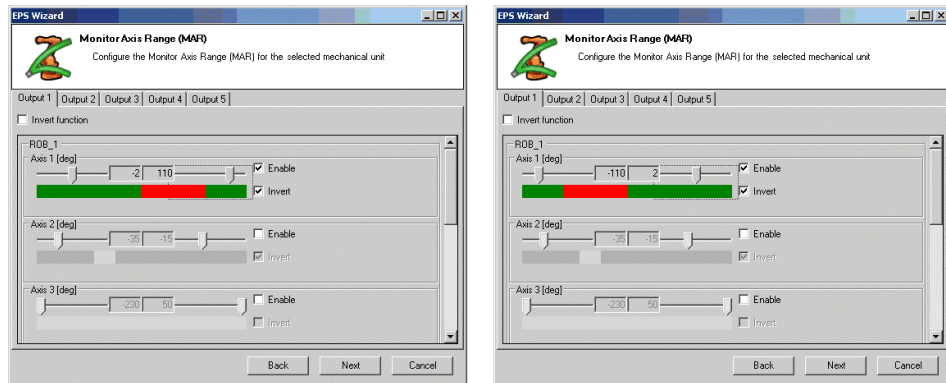 EPS Wizard
Monitor Axis Range (MAR)
Configure the Monitor Axis Range (MAR) for the selected mechanical unit
Output 1 Output 2 Output 3 Output 4 Output 5
Invert function
ROB_1
Axis 1 [deg]
-2 110 Enable
Invert
Axis 2 [deg]
-35 -15 Enable
Invert
Axis 3 [deg]
-230 50 Enable
Invert
Back Next Cancel
EPS Wizard
Monitor Axis Range (MAR)
Configure the Monitor Axis Range (MAR) for the selected mechanical unit
Output 1 Output 2 Output 3 Output 4 Output 5
Invert function
ROB_1
Axis 1 [deg]
-110 2 Enable
Invert
Axis 2 [deg]
-35 -15 Enable
Invert
Axis 3 [deg]
-230 50 Enable
Invert
Back Next Cancel